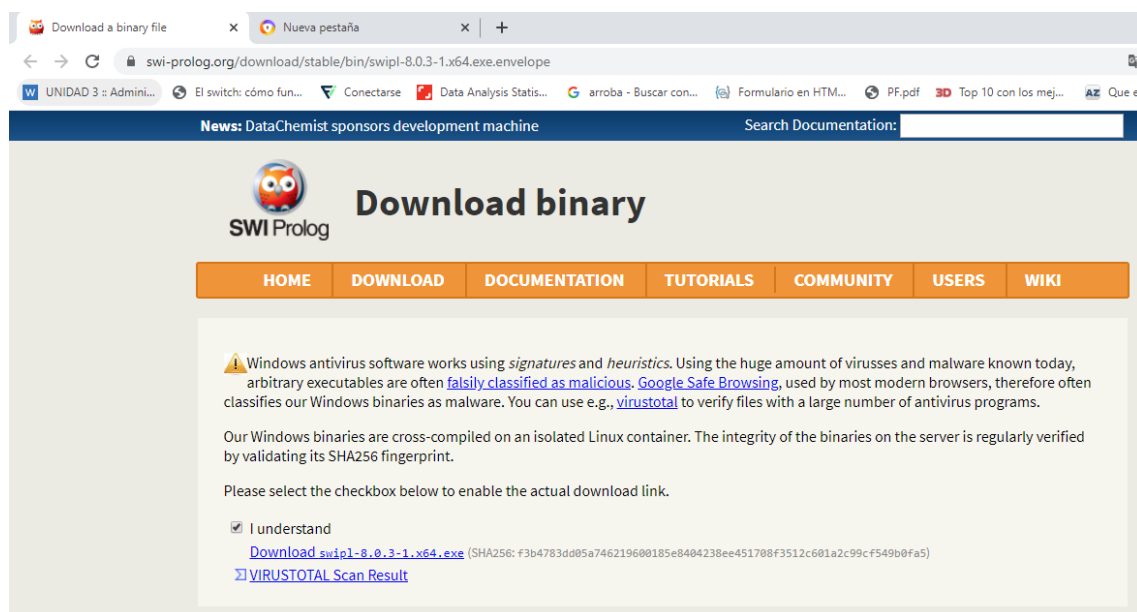 Download a binary file
Nueva pestaña
swi-prolog.org/download/stable/bin/swipl-8.0.3-1.x64.exe.envelope
UNIDAD 3 :: Admini... El switch: cómo fun... Conectarse Data Analysis Statis... arroba - Buscar con... Formulario en HTM... PF.pdf 3D Top 10 con los mej... AZ Que e
News: DataChemist sponsors development machine Search Documentation:
SWI Prolog
Download binary
HOME DOWNLOAD DOCUMENTATION TUTORIALS COMMUNITY USERS WIKI
Windows antivirus software works using signatures and heuristics. Using the huge amount of virusses and malware known today,
arbitrary executables are often falsily classified as malicious. Google Safe Browsing, used by most modern browsers, therefore often
classifies our Windows binaries as malware. You can use e.g., virustotal to verify files with a large number of antivirus programs.
Our Windows binaries are cross-compiled on an isolated Linux container. The integrity of the binaries on the server is regularly verified
by validating its SHA256 fingerprint.
Please select the checkbox below to enable the actual download link.
I understand
Download swipl-8.0.3-1.x64.exe (SHA256: f3b4783dd05a746219600185e8404238ee451708f3512c601a2c99cf549b0fa5)
VIRUSTOTAL Scan Result